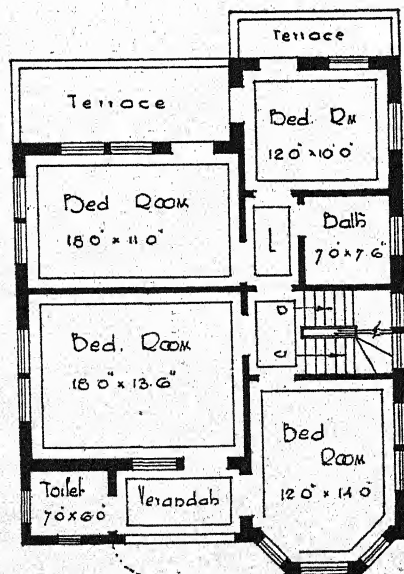 Terrace
Terrace
Bed. RM
12'0" x 10'0"
Bed Room
18'0" x 11'0"
L
Bath
7'0" x 7'6"
D
U
Bed. Room
18'0" x 13'6"
Bed
Room
12'0" x 14'0"
Toilet
7'0" x 6'0"
Verandah